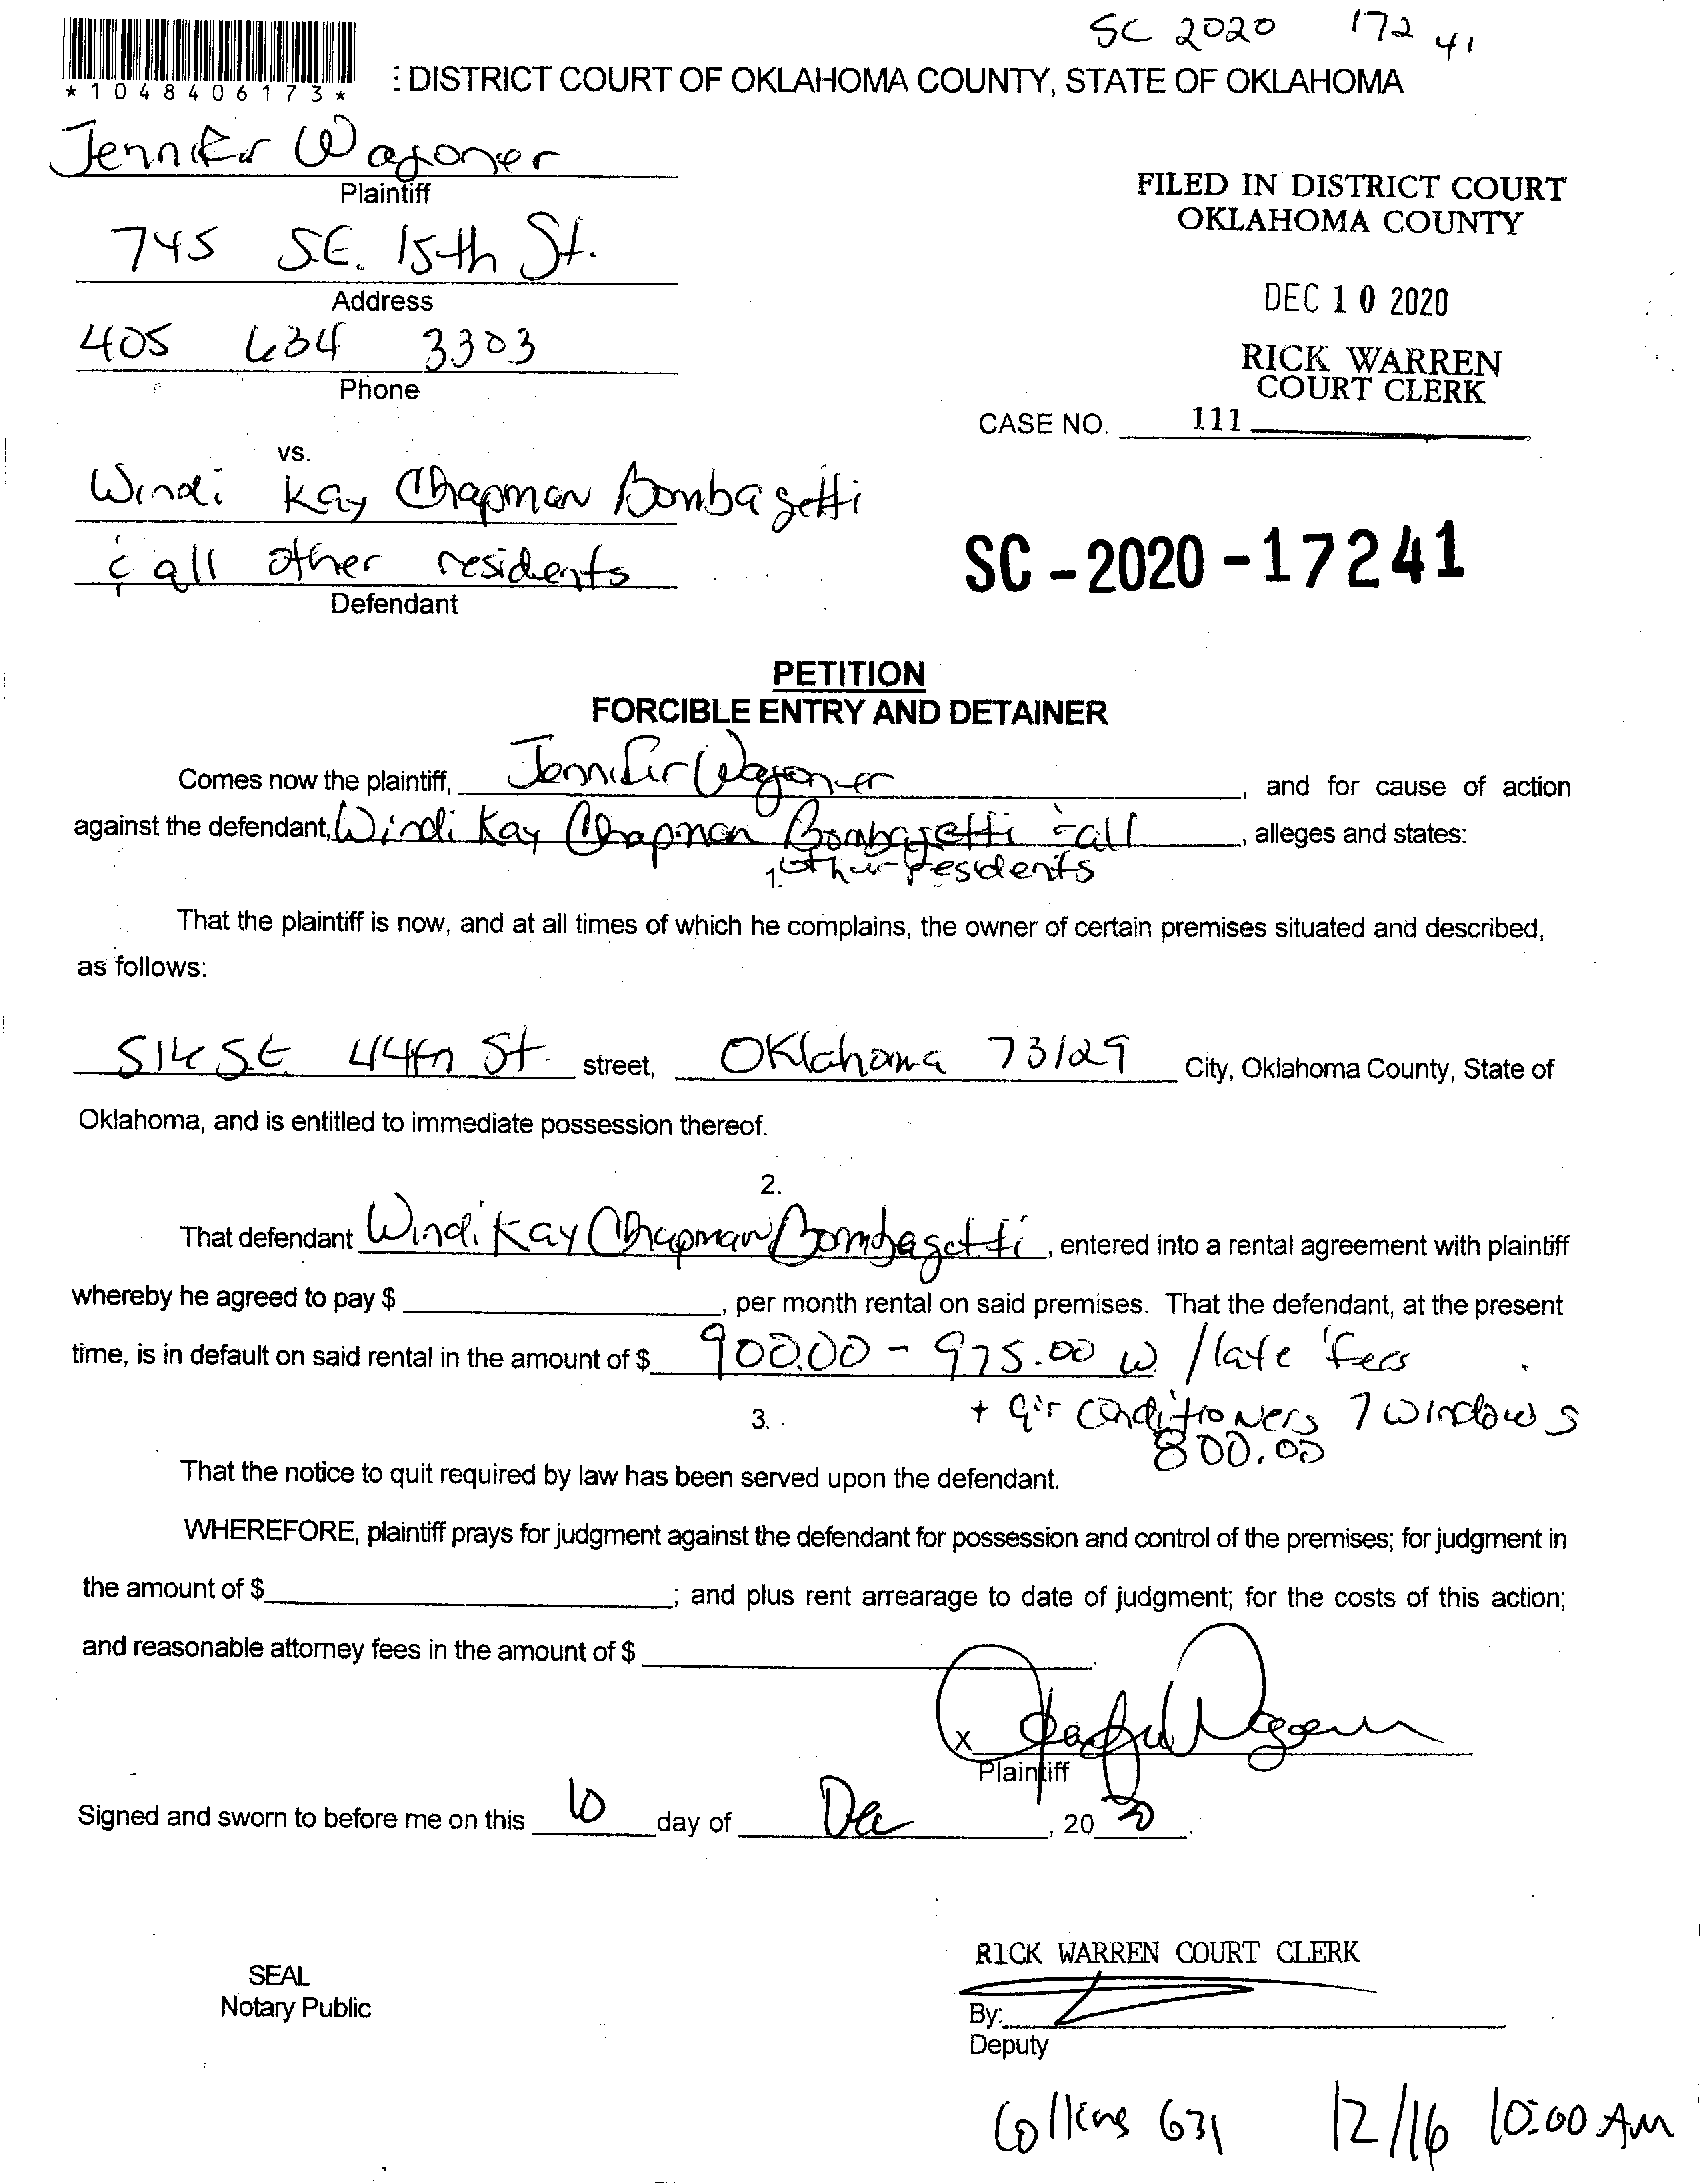 SC 2020 172 41
*1048406173*
: DISTRICT COURT OF OKLAHOMA COUNTY, STATE OF OKLAHOMA
Jennifer Wagoner
Plaintiff
FILED IN DISTRICT COURT
OKLAHOMA COUNTY
745 S.E. 15th St.
Address
DEC 10 2020
405 634 3303
Phone
RICK WARREN
COURT CLERK
CASE NO. 111
vs.
Windi Kay Chapman Bombagetti
& all other residents
Defendant
SC-2020-17241
PETITION
FORCIBLE ENTRY AND DETAINER
Comes now the plaintiff, Jennifer Wagoner, and for cause of action
against the defendant, Windi Kay Chapman Bombagetti & all, alleges and states:
1. other residents
That the plaintiff is now, and at all times of which he complains, the owner of certain premises situated and described,
as follows:
516 SE 44th St. street, Oklahoma 73129 City, Oklahoma County, State of
Oklahoma, and is entitled to immediate possession thereof.
2.
That defendant Windi Kay Chapman Bombagetti, entered into a rental agreement with plaintiff
whereby he agreed to pay $ , per month rental on said premises. That the defendant, at the present
time, is in default on said rental in the amount of $ 900.00 - 975.00 w/late fees
3. + air conditioners 7 windows
800.00
That the notice to quit required by law has been served upon the defendant.
WHEREFORE, plaintiff prays for judgment against the defendant for possession and control of the premises; for judgment in
the amount of $ ; and plus rent arrearage to date of judgment; for the costs of this action;
and reasonable attorney fees in the amount of $ .
x
Plaintiff
Signed and sworn to before me on this 10 day of Dec, 20 20.
RICK WARREN COURT CLERK
SEAL
Notary Public
By:
Deputy
Collins 631 12/16 10:00 AM